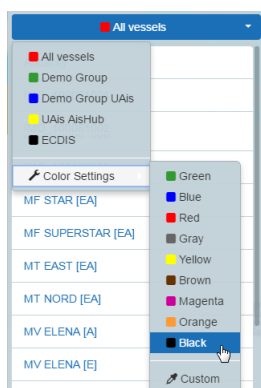 All vessels
All vessels
Demo Group
Demo Group UAis
UAis AisHub
ECDIS
Color Settings
Green
Blue
Red
Gray
Yellow
Brown
Magenta
Orange
Black
Custom
MF STAR [EA]
MF SUPERSTAR [EA]
MT EAST [EA]
MT NORD [EA]
MV ELENA [A]
MV ELENA [E]